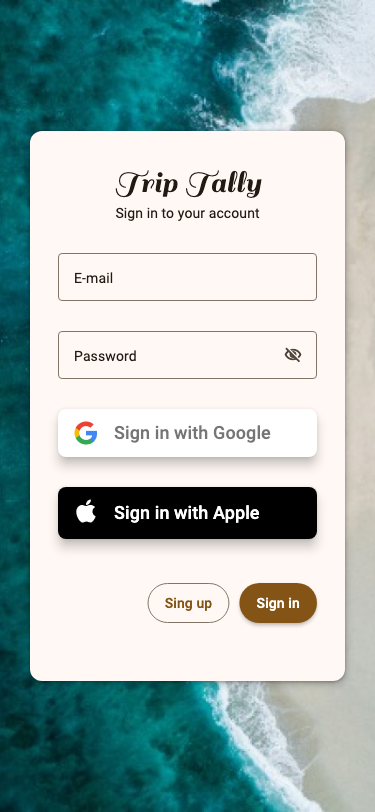 Trip Tally
Sign in to your account
E-mail
Password
Sign in with Google
Sign in with Apple
Sing up
Sign in